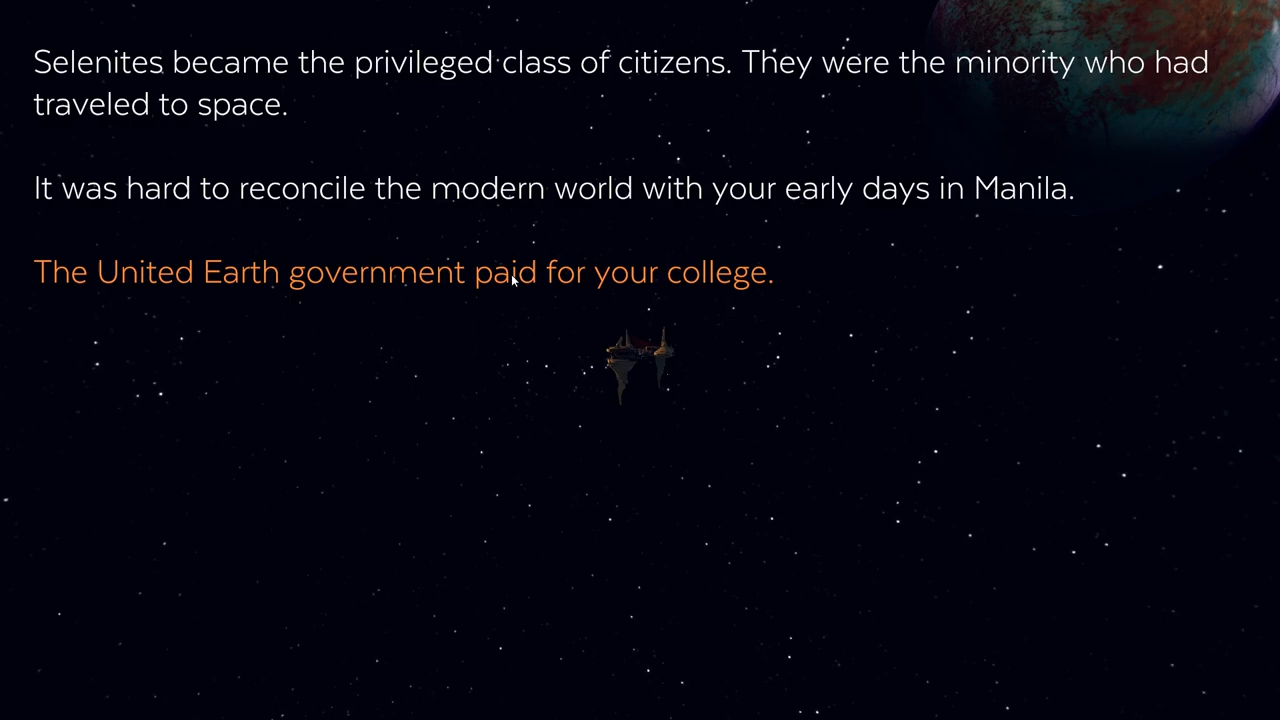 Selenites became the privileged class of citizens. They were the minority who had
traveled to space.
It was hard to reconcile the modern world with your early days in Manila.
The United Earth government paid for your college.